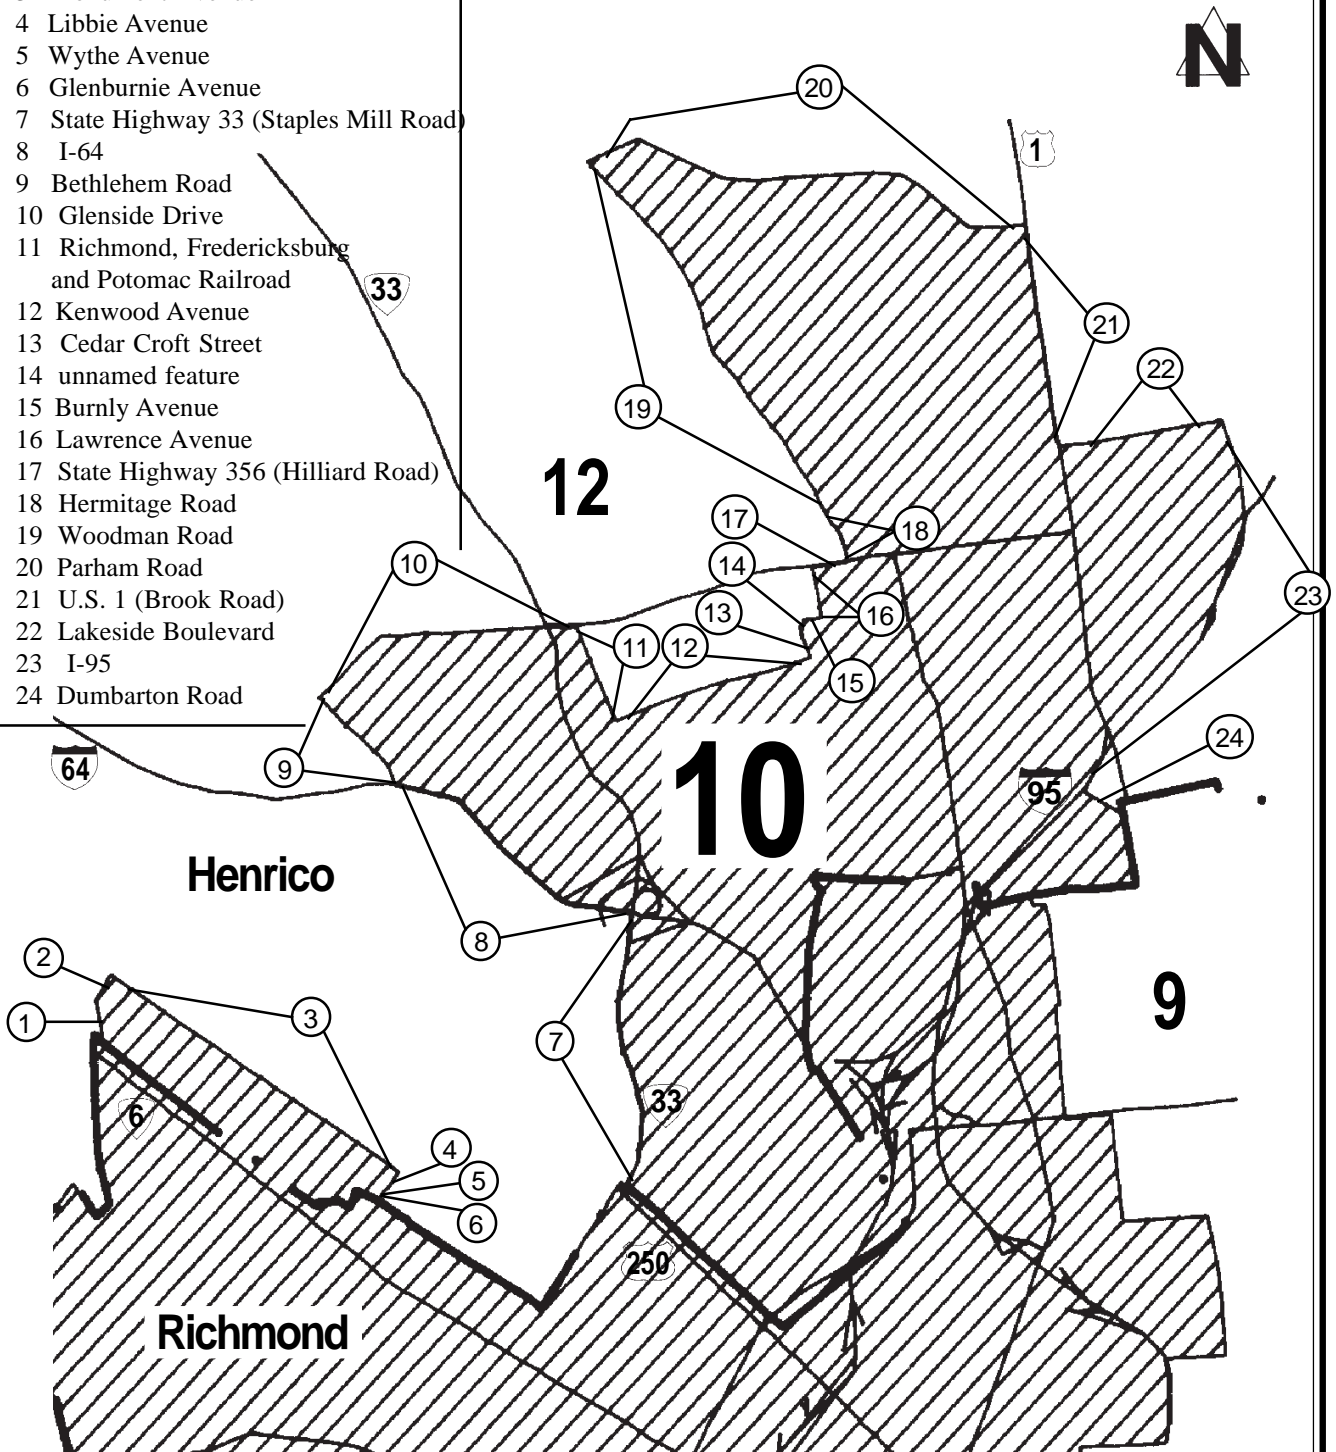 4 Libbie Avenue
5 Wythe Avenue
6 Glenburnie Avenue
7 State Highway 33 (Staples Mill Road)
8 I-64
9 Bethlehem Road
10 Glenside Drive
11 Richmond, Fredericksburg
and Potomac Railroad
12 Kenwood Avenue
13 Cedar Croft Street
14 unnamed feature
15 Burnly Avenue
16 Lawrence Avenue
17 State Highway 356 (Hilliard Road)
18 Hermitage Road
19 Woodman Road
20 Parham Road
21 U.S. 1 (Brook Road)
22 Lakeside Boulevard
23 I-95
24 Dumbarton Road
N
20
1
33
21
22
19
12
17
18
10
14
23
13
16
11
12
15
24
64
9
10
95
Henrico
8
2
9
1
3
7
6
33
4
5
6
250
Richmond